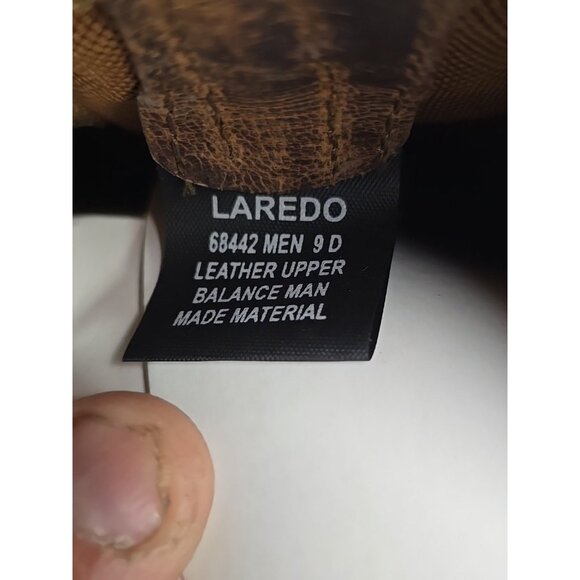 LAREDO
68442 MEN 9 D
LEATHER UPPER
BALANCE MAN
MADE MATERIAL